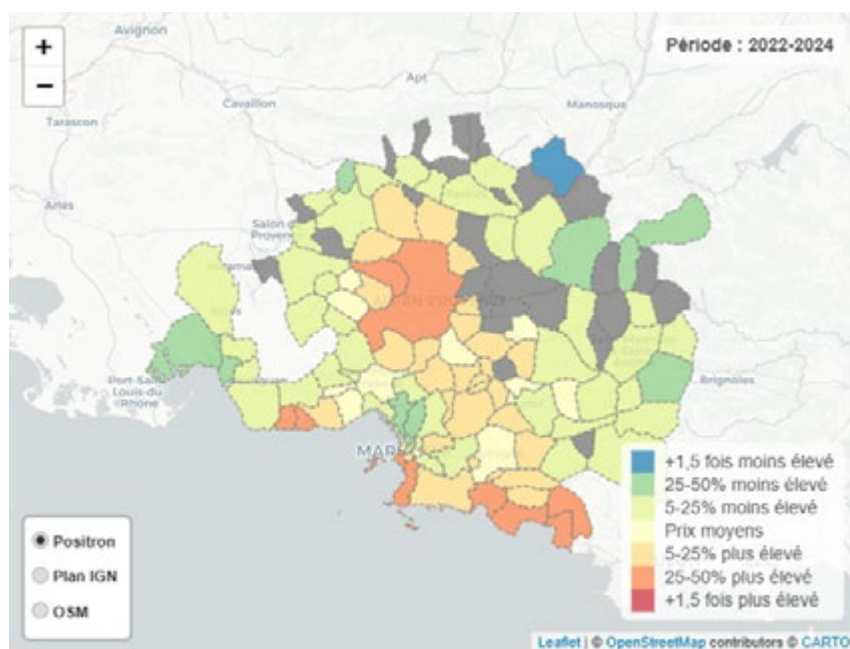 +
−
Période : 2022-2024
Avignon
Apt
Cavaillon
Manosque
Tarascon
Arles
Salon
Provence
Brignoles
Port-Sain
Louis-du
Rhône
MAR
+1,5 fois moins élevé
25-50% moins élevé
5-25% moins élevé
Prix moyens
5-25% plus élevé
25-50% plus élevé
+1,5 fois plus élevé
Positron
Plan IGN
OSM
Leaflet | © OpenStreetMap contributors © CARTO